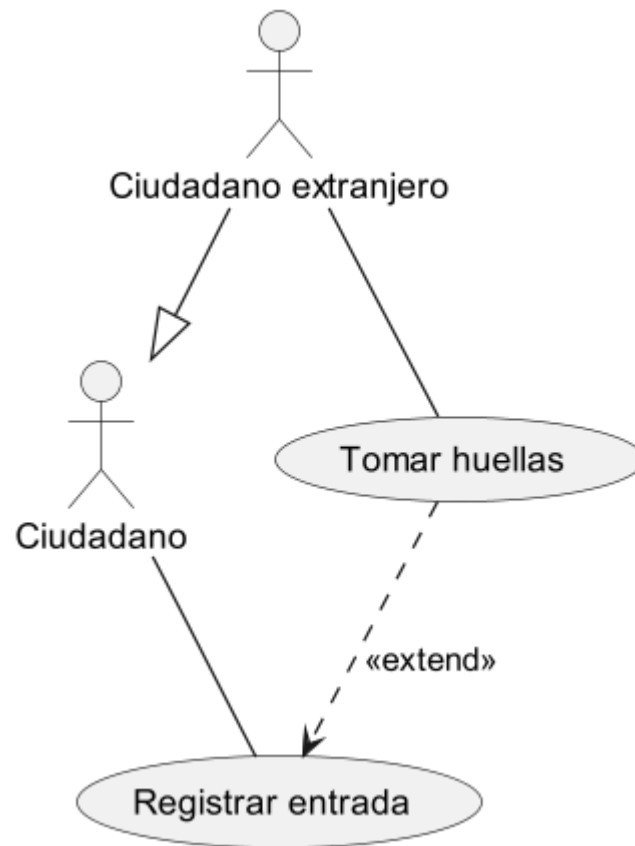 Ciudadano extranjero
Tomar huellas
Ciudadano
«extend»
Registrar entrada